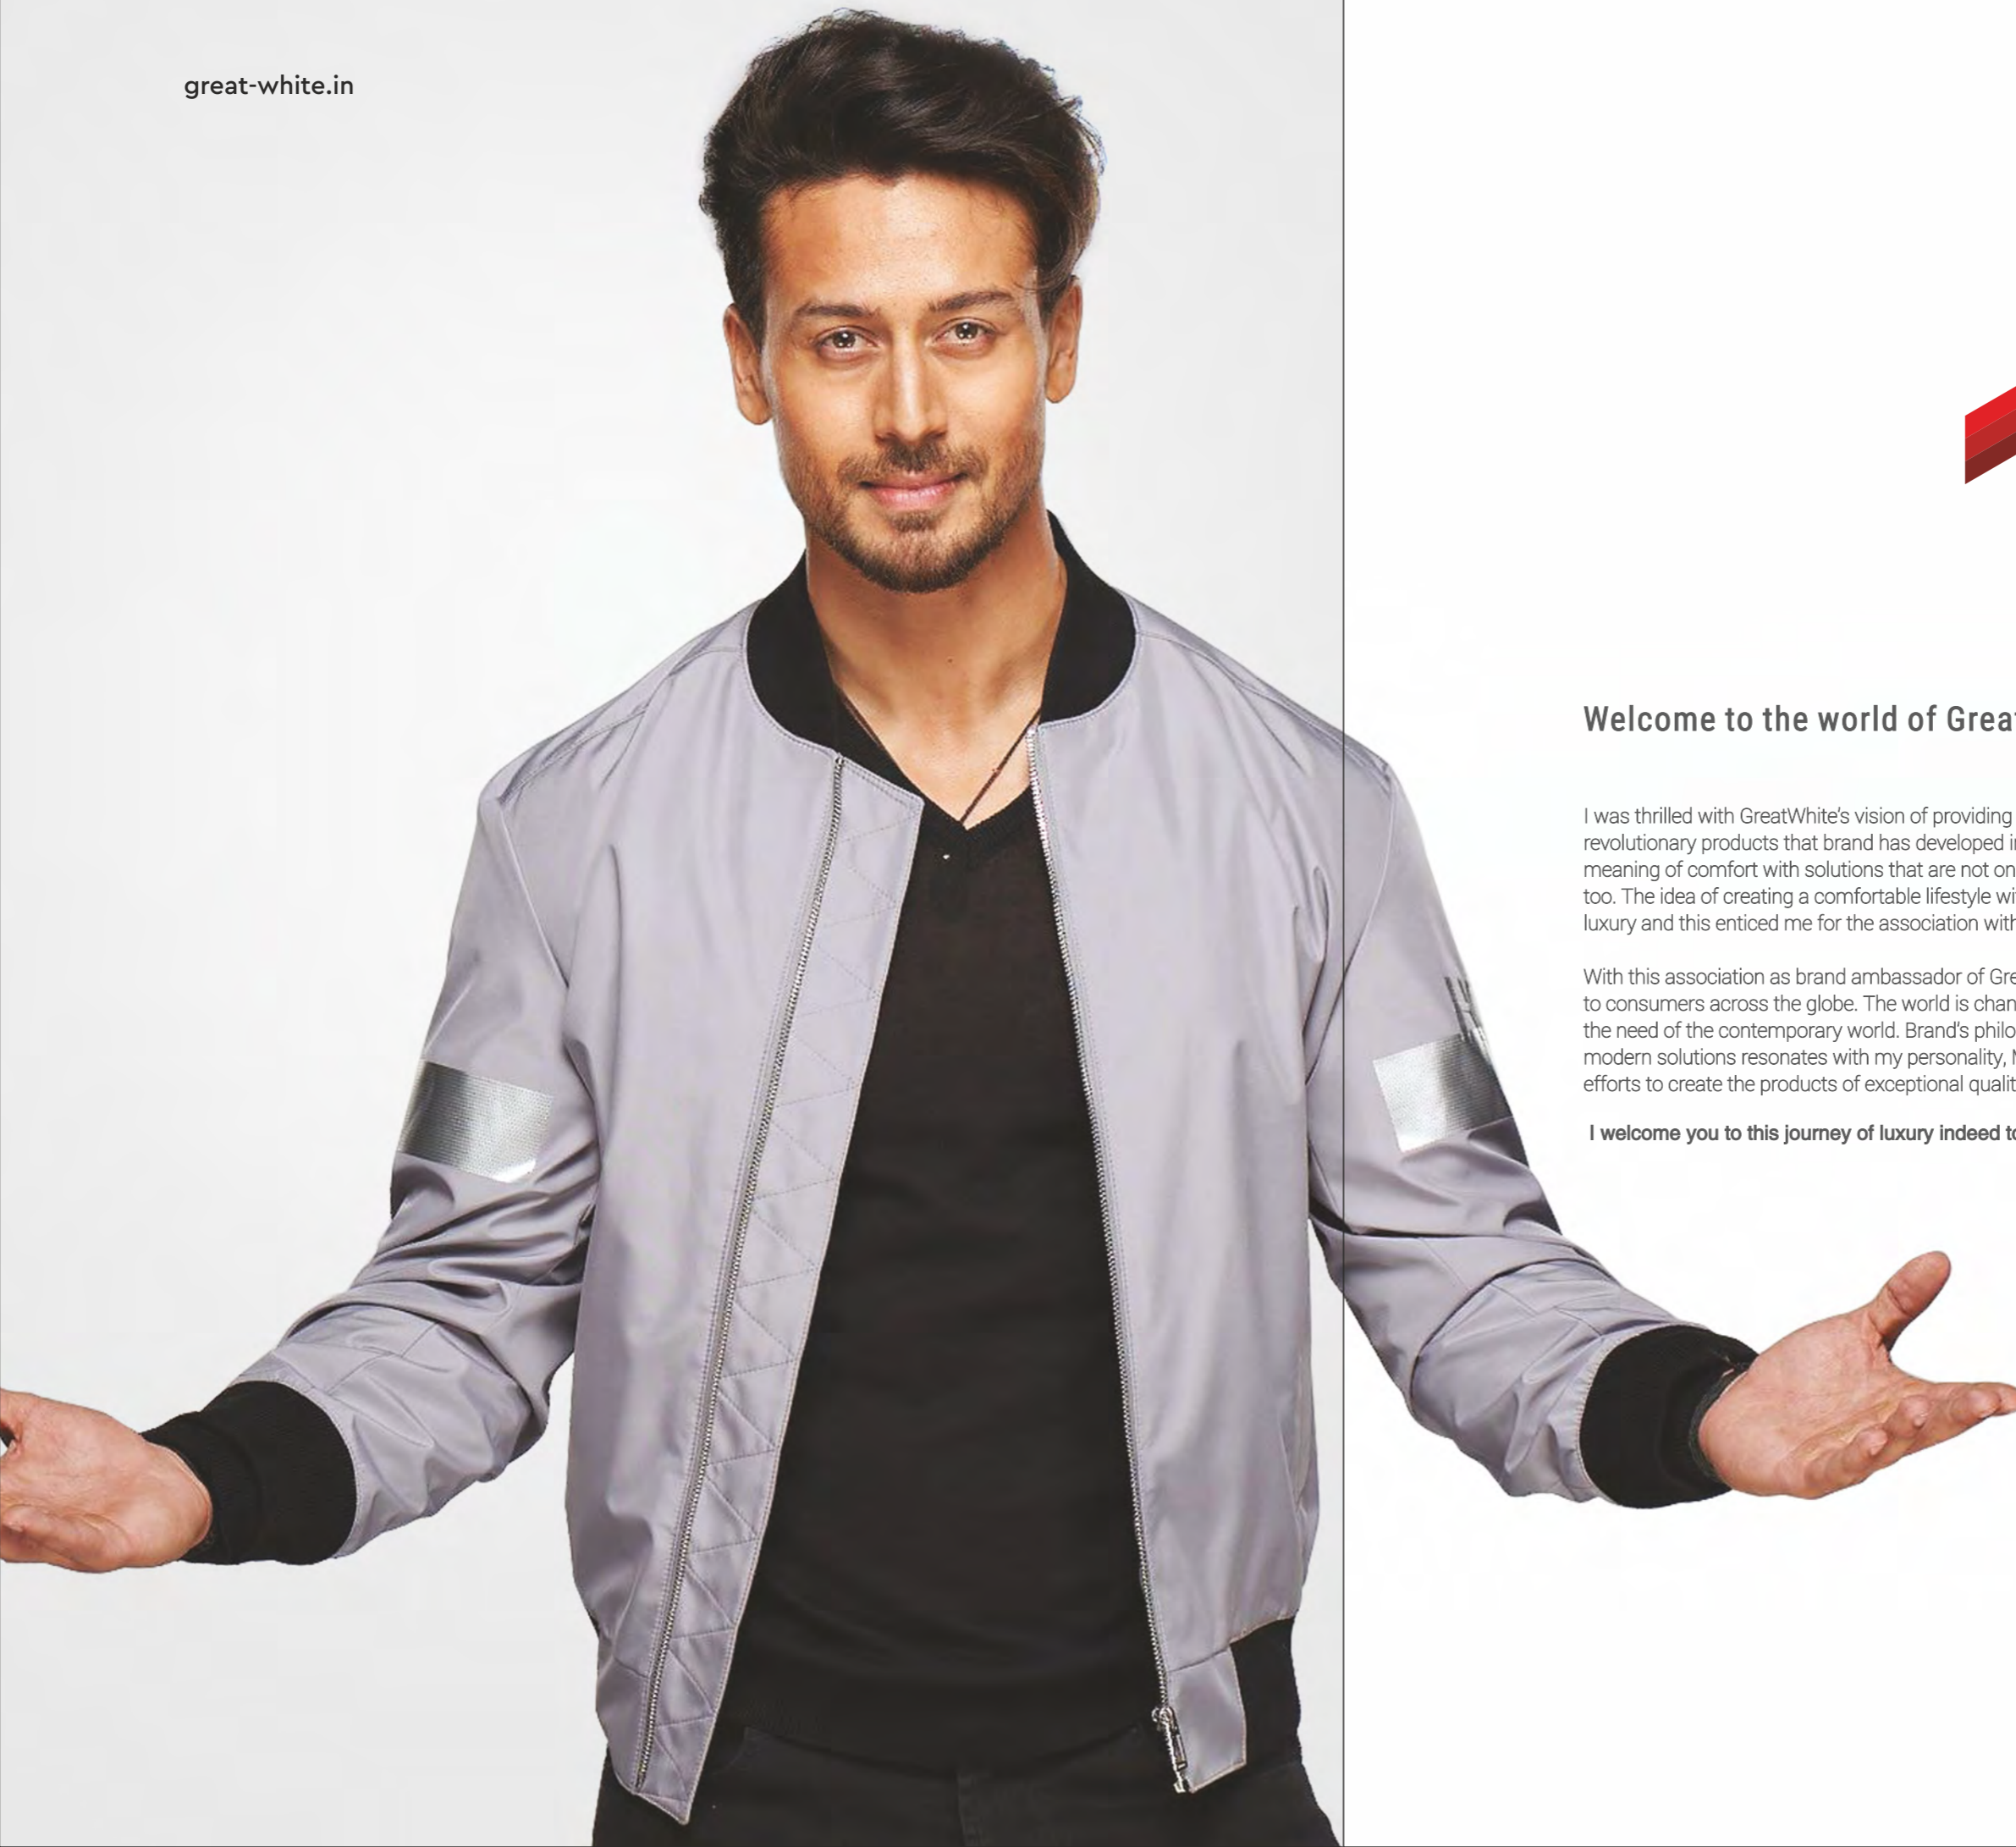 great-white.in
Welcome to the world of Grea
I was thrilled with GreatWhite's vision of providing
revolutionary products that brand has developed i
meaning of comfort with solutions that are not on
too. The idea of creating a comfortable lifestyle wi
luxury and this enticed me for the association with
With this association as brand ambassador of Gre
to consumers across the globe. The world is chan
the need of the contemporary world. Brand's philo
modern solutions resonates with my personality,
efforts to create the products of exceptional qualit
I welcome you to this journey of luxury indeed to